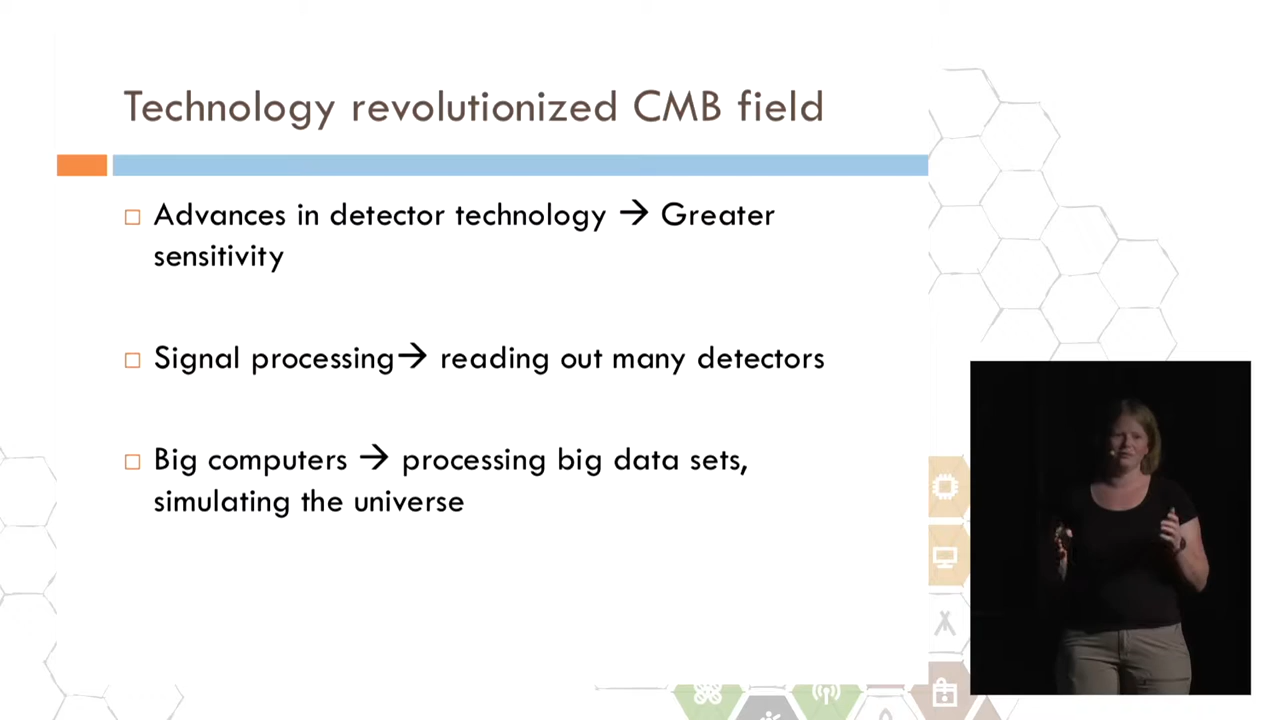 Technology revolutionized CMB field
Advances in detector technology → Greater
sensitivity
Signal processing→ reading out many detectors
Big computers → processing big data sets,
simulating the universe